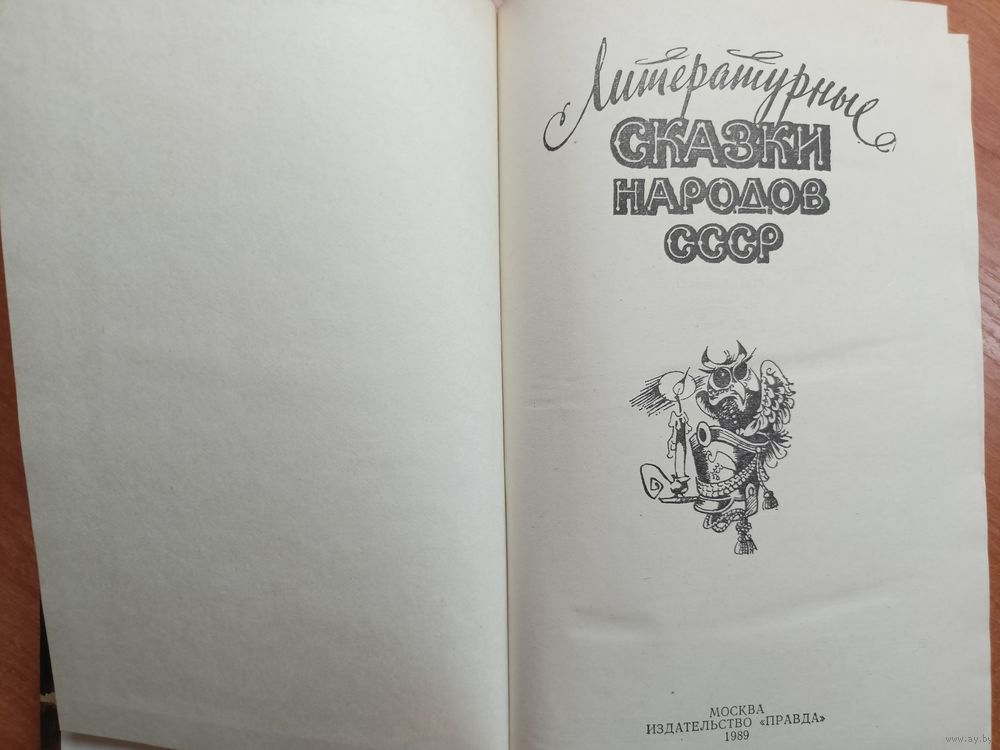 Литературные
СКАЗКИ
НАРОДОВ
СССР
МОСКВА
ИЗДАТЕЛЬСТВО «ПРАВДА»
1989
www.ay.by